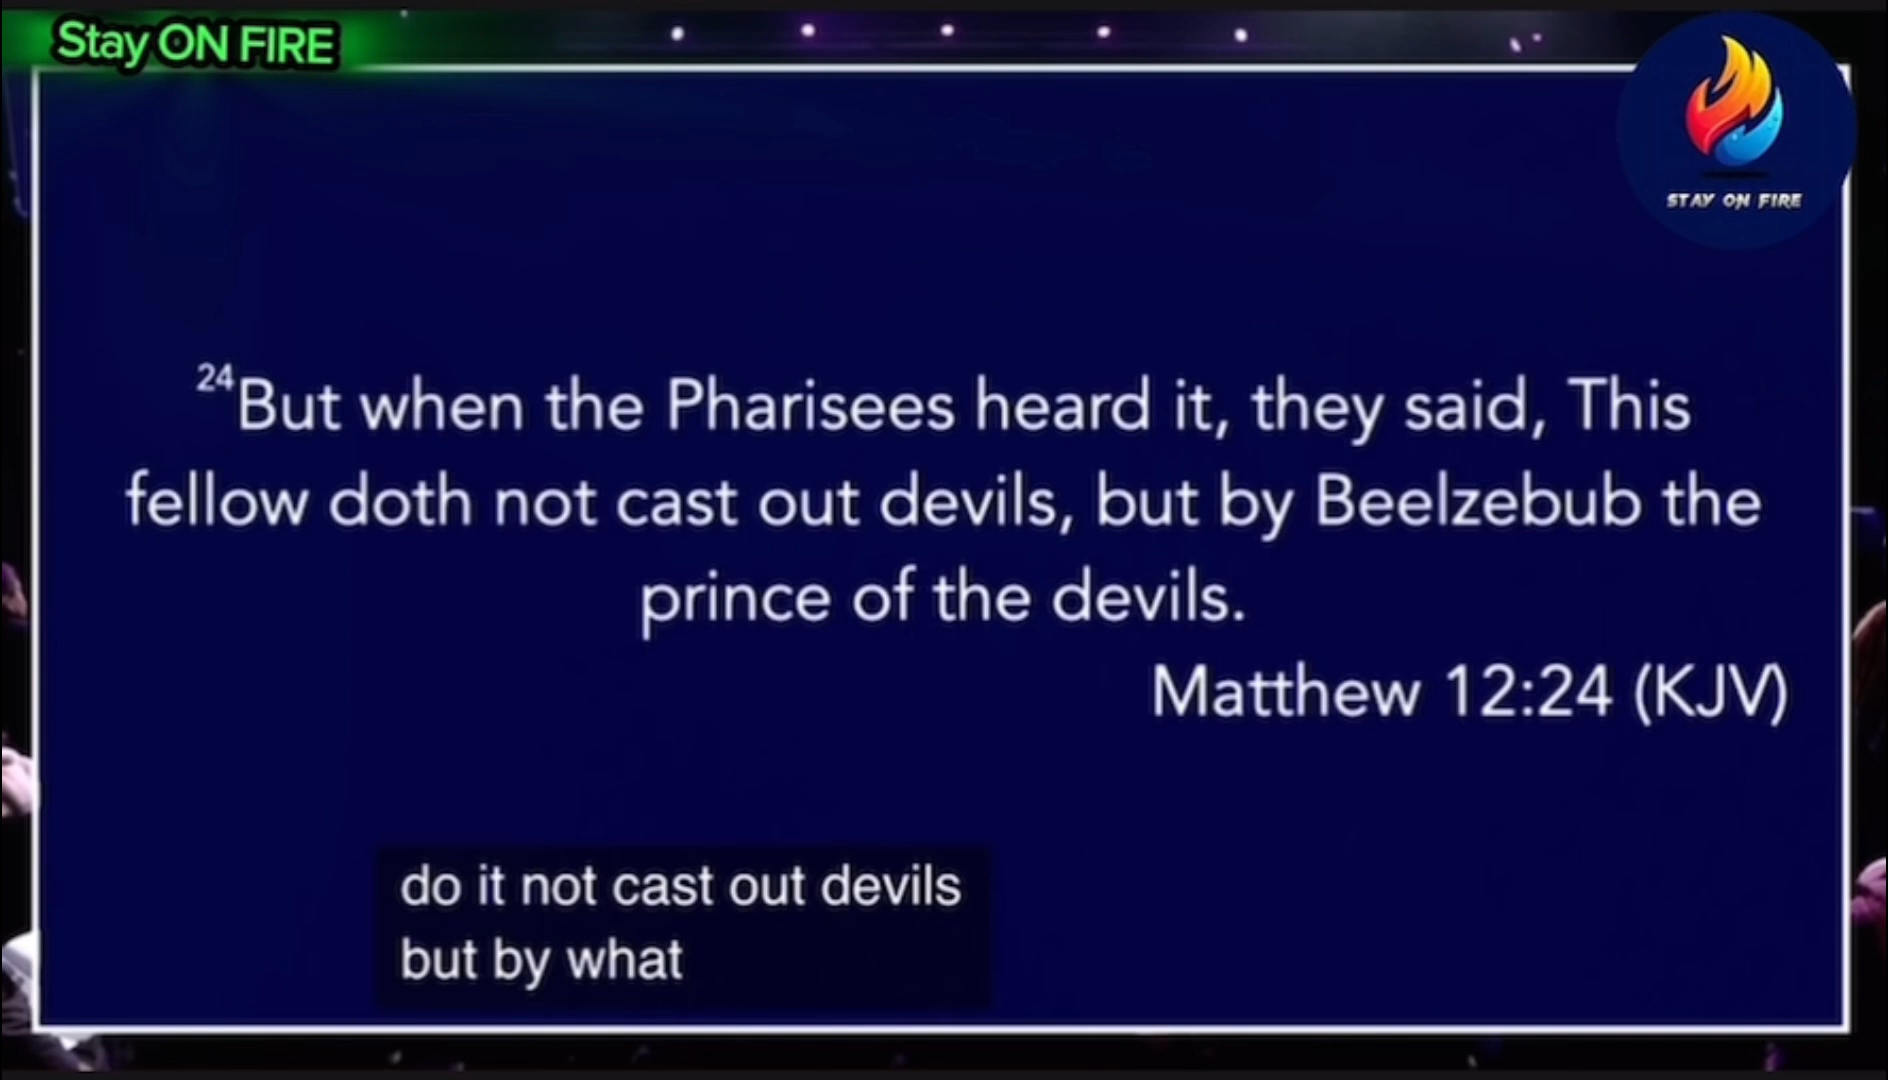 Stay ON FIRE
STAY ON FIRE
24But when the Pharisees heard it, they said, This
fellow doth not cast out devils, but by Beelzebub the
prince of the devils.
Matthew 12:24 (KJV)
do it not cast out devils
but by what